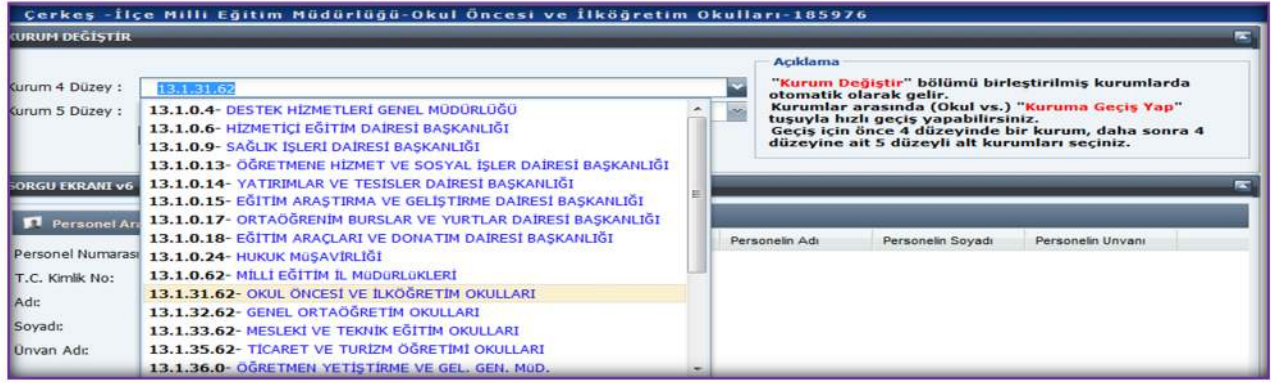 Çerkeş -İlçe Milli Eğitim Müdürlüğü-Okul Öncesi ve İlköğretim Okulları-185976
KURUM DEĞİŞTİR
Kurum 4 Düzey :
13.1.31.62
Kurum 5 Düzey :
13.1.0.4- DESTEK HİZMETLERİ GENEL MÜDÜRLÜĞÜ
13.1.0.6- HİZMETİÇİ EĞİTİM DAİRESİ BAŞKANLIĞI
13.1.0.9- SAĞLIK İŞLERİ DAİRESİ BAŞKANLIĞI
13.1.0.13- ÖĞRETMENE HİZMET VE SOSYAL İŞLER DAİRESİ BAŞKANLIĞI
13.1.0.14- YATIRIMLAR VE TESİSLER DAİRESİ BAŞKANLIĞI
13.1.0.15- EĞİTİM ARAŞTIRMA VE GELİŞTİRME DAİRESİ BAŞKANLIĞI
13.1.0.17- ORTAÖĞRENİM BURSLAR VE YURTLAR DAİRESİ BAŞKANLIĞI
13.1.0.18- EĞİTİM ARAÇLARI VE DONATIM DAİRESİ BAŞKANLIĞI
13.1.0.24- HUKUK MüŞAVİRLİĞİ
13.1.0.62- MİLLİ EĞİTİM İL MüDüRLüKLERİ
13.1.31.62- OKUL ÖNCESİ VE İLKÖĞRETİM OKULLARI
13.1.32.62- GENEL ORTAÖĞRETİM OKULLARI
13.1.33.62- MESLEKİ VE TEKNİK EĞİTİM OKULLARI
13.1.35.62- TİCARET VE TURİZM ÖĞRETİMİ OKULLARI
13.1.36.0- ÖĞRETMEN YETİŞTİRME VE GEL. GEN. MüD.
Açıklama
"Kurum Değiştir" bölümü birleştirilmiş kurumlarda
otomatik olarak gelir.
Kurumlar arasında (Okul vs.) "Kuruma Geçiş Yap"
tuşuyla hızlı geçiş yapabilirsiniz.
Geçiş için önce 4 düzeyinde bir kurum, daha sonra 4
düzeyine ait 5 düzeyli alt kurumları seçiniz.
SORGU EKRANI v6
Personel Ara
Personel Numarası
T.C. Kimlik No:
Adı:
Soyadı:
Ünvan Adı:
Personelin Adı Personelin Soyadı Personelin Unvanı